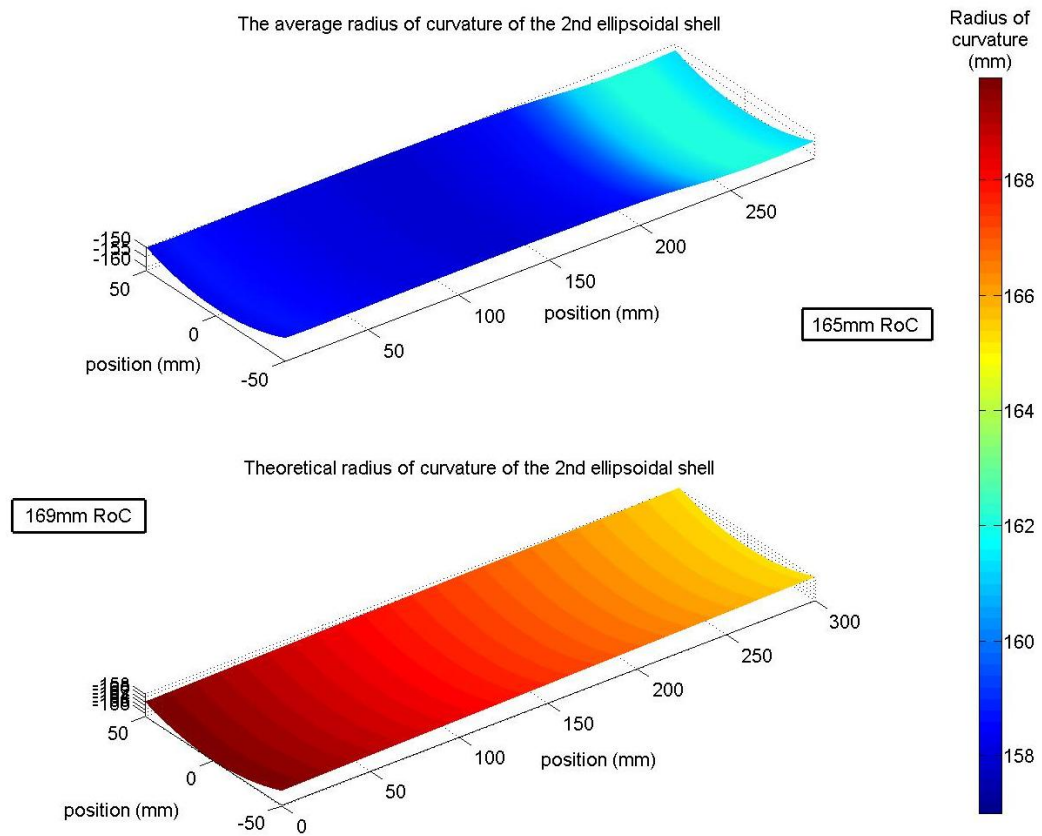 The average radius of curvature of the 2nd ellipsoidal shell
Radius of
curvature
(mm)
-150
-155
-160
50
0
-50
position (mm)
50
100
150
200
250
position (mm)
165mm RoC
168
166
164
162
160
158
Theoretical radius of curvature of the 2nd ellipsoidal shell
169mm RoC
-158
50
0
-50
position (mm)
0
50
100
150
200
250
300
position (mm)